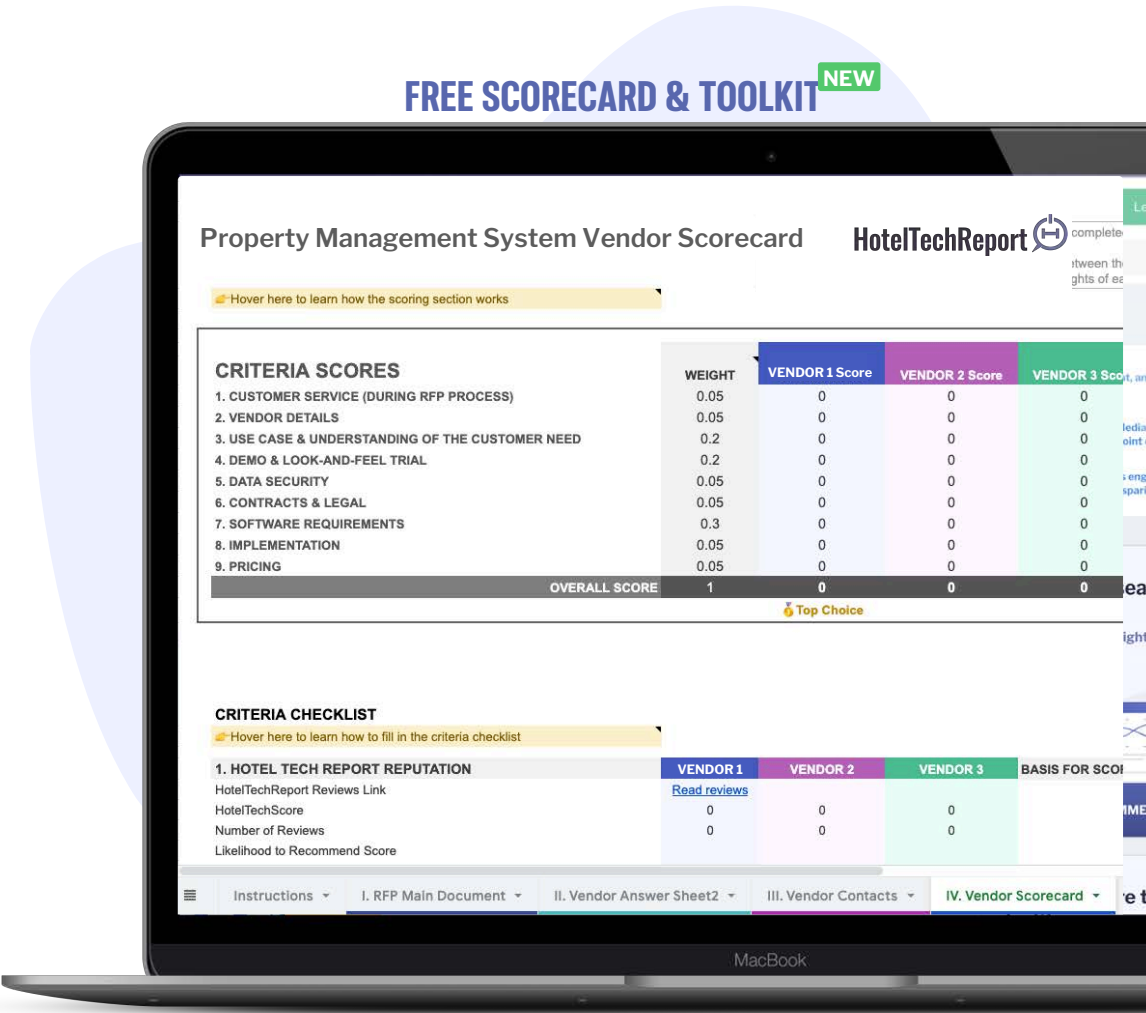 FREE SCORECARD & TOOLKIT NEW
Property Management System Vendor Scorecard HotelTechReport
👉Hover here to learn how the scoring section works
CRITERIA SCORES WEIGHT VENDOR 1 Score VENDOR 2 Score VENDOR 3 Score
1. CUSTOMER SERVICE (DURING RFP PROCESS) 0.05 0 0 0
2. VENDOR DETAILS 0.05 0 0 0
3. USE CASE & UNDERSTANDING OF THE CUSTOMER NEED 0.2 0 0 0
4. DEMO & LOOK-AND-FEEL TRIAL 0.2 0 0 0
5. DATA SECURITY 0.05 0 0 0
6. CONTRACTS & LEGAL 0.05 0 0 0
7. SOFTWARE REQUIREMENTS 0.3 0 0 0
8. IMPLEMENTATION 0.05 0 0 0
9. PRICING 0.05 0 0 0
OVERALL SCORE 1 0 0 0
🥇Top Choice
CRITERIA CHECKLIST
👉Hover here to learn how to fill in the criteria checklist
1. HOTEL TECH REPORT REPUTATION VENDOR 1 VENDOR 2 VENDOR 3 BASIS FOR
HotelTechReport Reviews Link Read reviews
HotelTechScore 0 0 0
Number of Reviews 0 0 0
Likelihood to Recommend Score
Instructions I. RFP Main Document II. Vendor Answer Sheet2 III. Vendor Contacts IV. Vendor Scorecard
MacBook